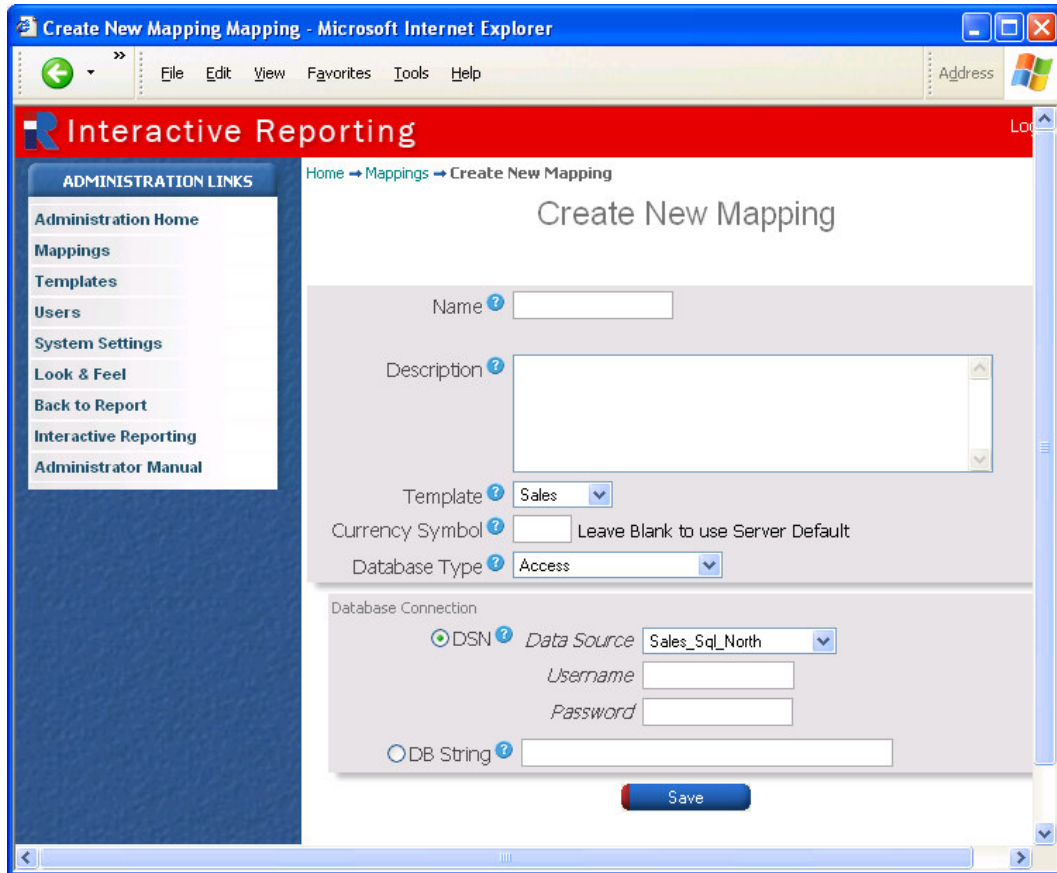 Create New Mapping Mapping - Microsoft Internet Explorer
» File Edit View Favorites Tools Help Address
Interactive Reporting
ADMINISTRATION LINKS
Administration Home
Mappings
Templates
Users
System Settings
Look & Feel
Back to Report
Interactive Reporting
Administrator Manual
Home → Mappings → Create New Mapping
Create New Mapping
Name ?
Description ?
Template ? Sales
Currency Symbol ? Leave Blank to use Server Default
Database Type ? Access
Database Connection
DSN ? Data Source Sales_Sql_North
Username
Password
DB String ?
Save